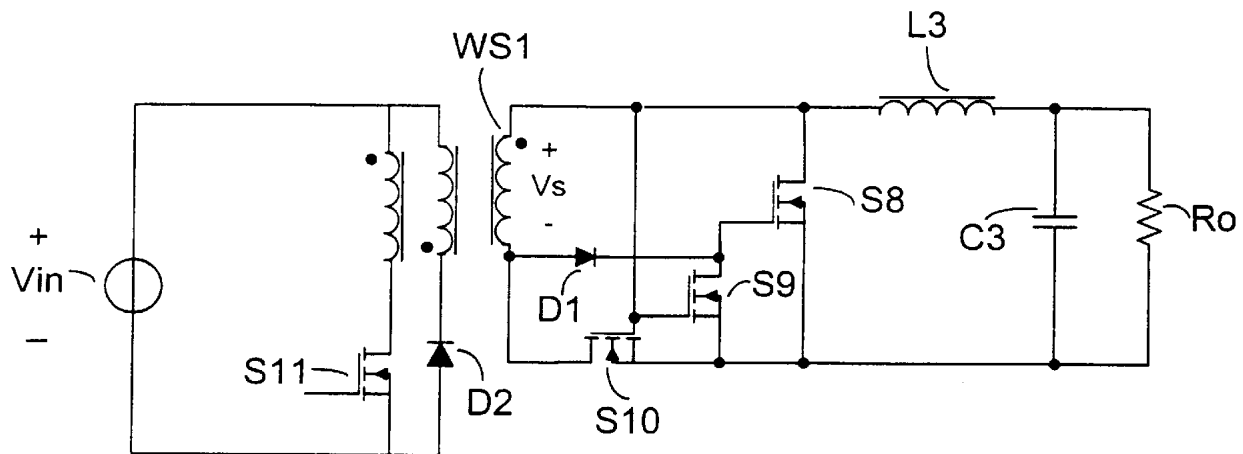 L3
WS1
+
Vs
-
S8
C3
Ro
+
Vin
–
D1
S9
S11
D2
S10